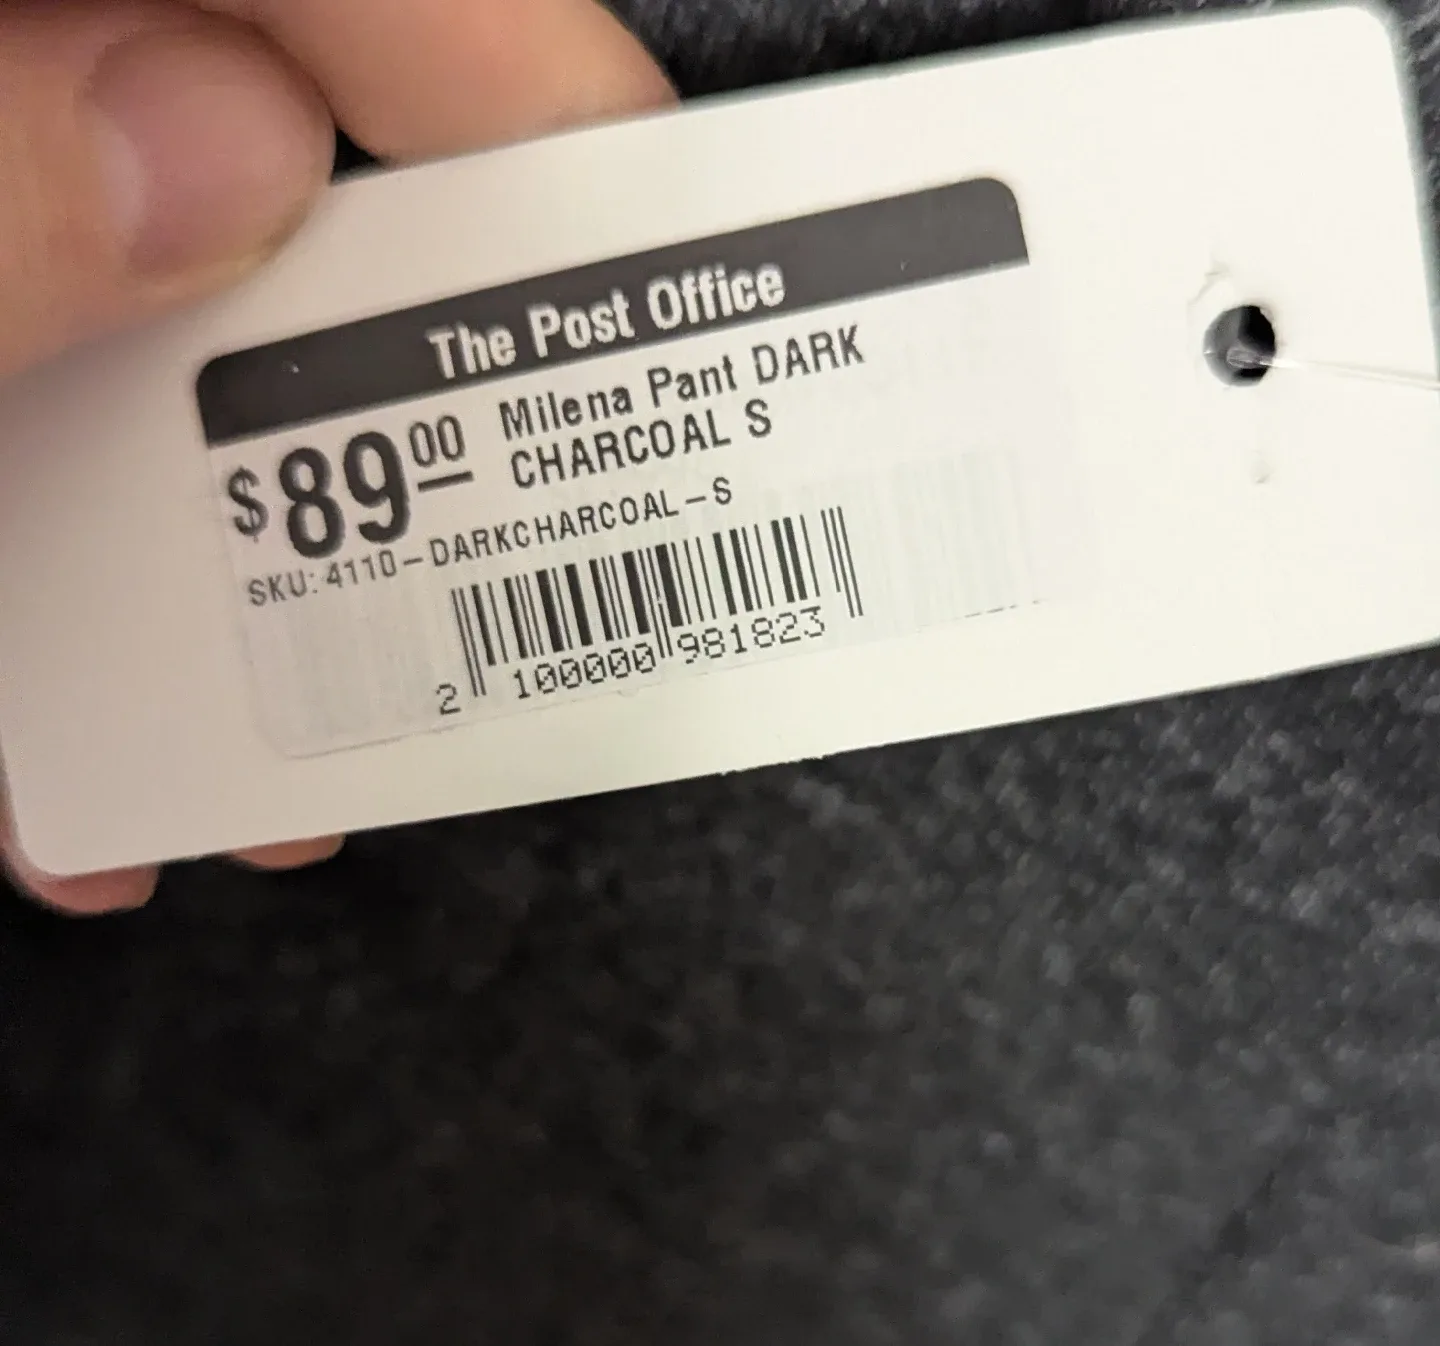 The Post Office
$89.00 Milena Pant DARK
CHARCOAL S
SKU: 4110-DARKCHARCOAL-S
2 100000 981823